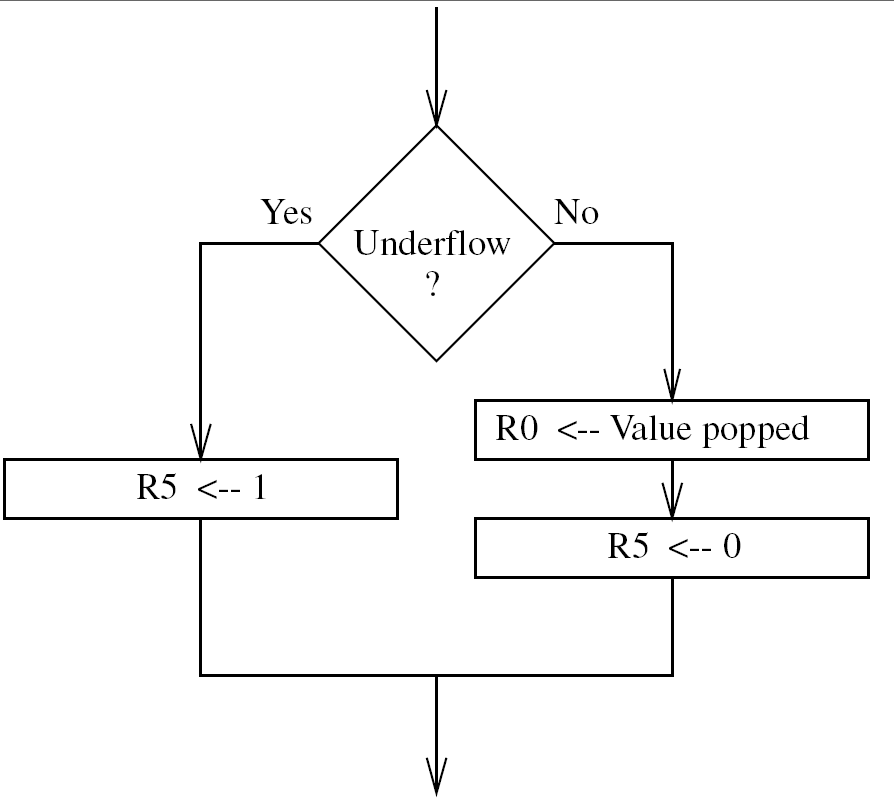 Yes
No
Underflow
?
R0 <-- Value popped
R5 <-- 1
R5 <-- 0